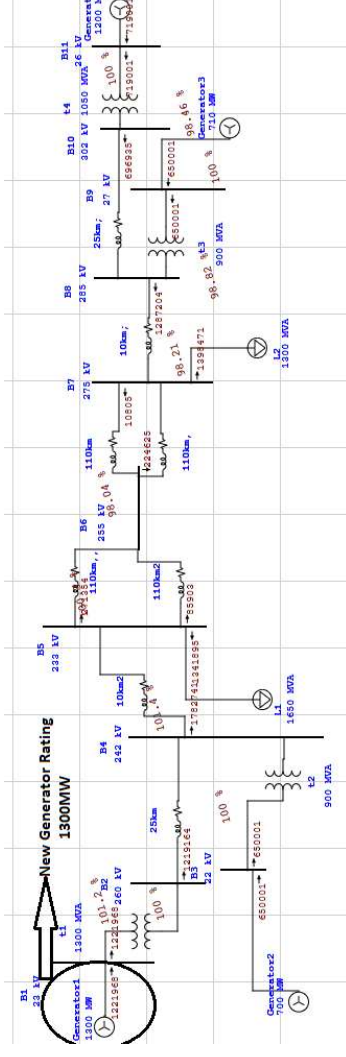 New Generator Rating
1300MW
B1
23 kV
Generator1
1300 MW
1221968
1221968
t1
1300 MVA
101.2 %
B2
260 kV
100 %
B3
22 kV
1219164
25km
Generator2
700 MW
650001
650001
100 %
t2
900 MVA
B4
242 kV
10km2
101.4 %
1782741
1341895
L1
1650 MVA
B5
233 kV
110km,,
110km2
85903
B6
255 kV
98.04 %
224625
110km
110km,
10805
B7
275 kV
98.21 %
1398471
L2
1300 MVA
10km;
1287204
B8
285 kV
98.82 %
25km;
t3
900 MVA
650001
B9
27 kV
650001
100 %
98.46 %
Generator3
710 MW
B10
302 kV
696935
t4
1050 MVA
100 %
B11
26 kV
719001
719001
1200